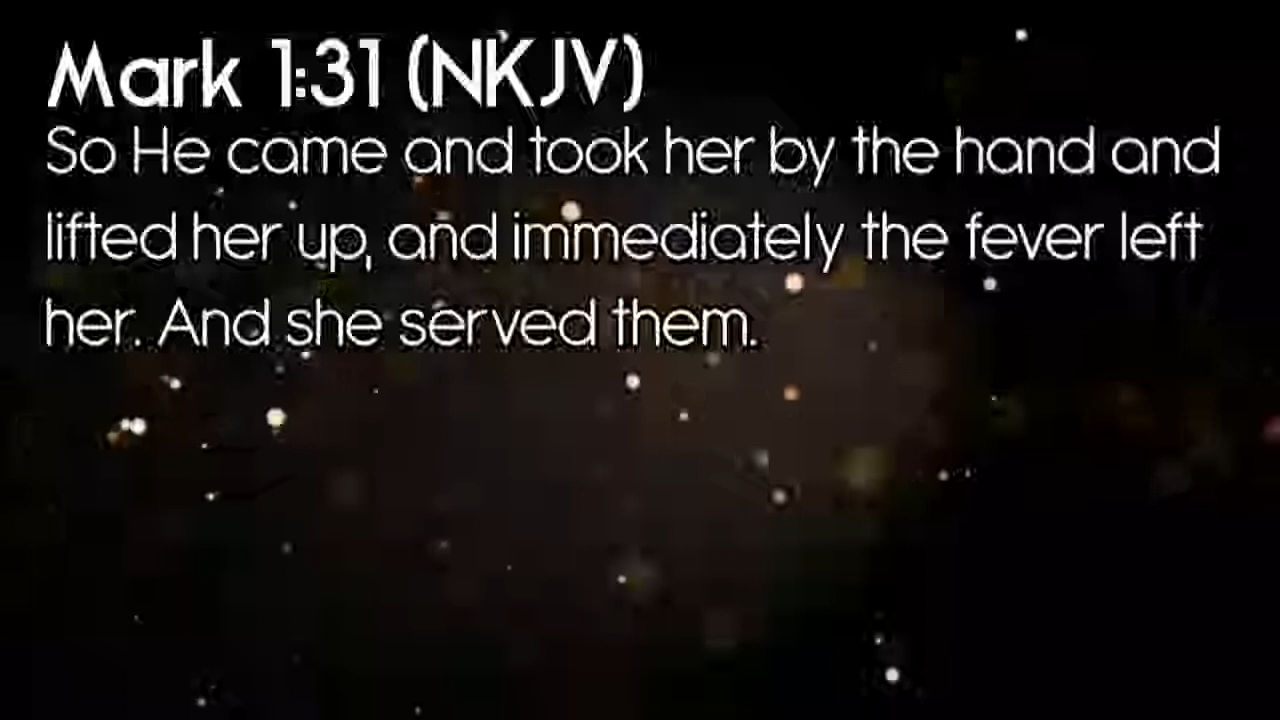 Mark 1:31 (NKJV)
So He came and took her by the hand and
lifted her up, and immediately the fever left
her. And she served them.